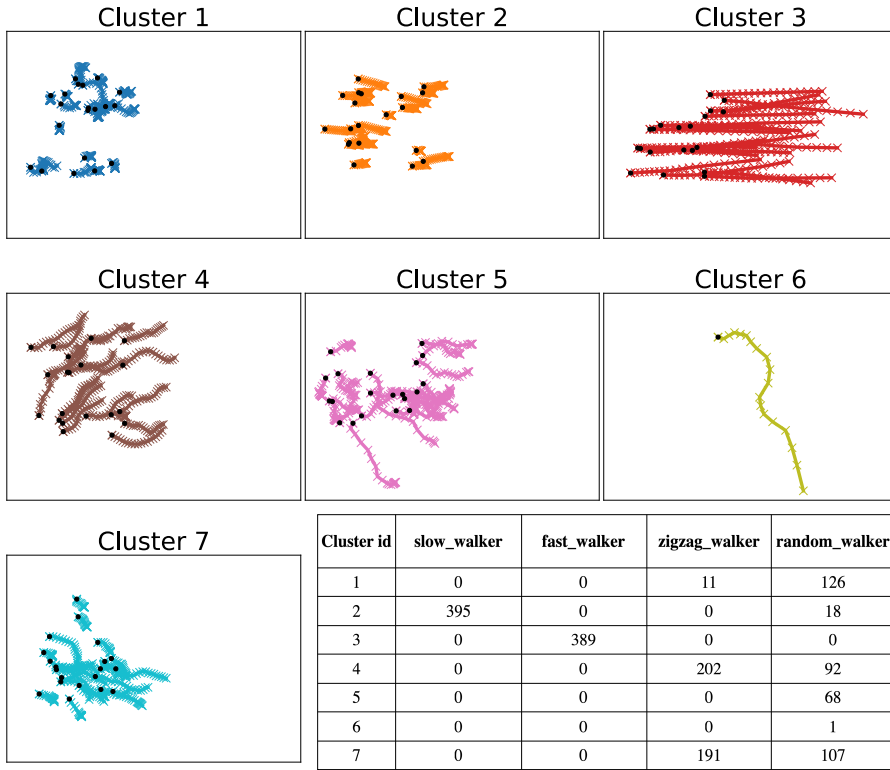 Cluster 1 Cluster 2 Cluster 3
Cluster 4 Cluster 5 Cluster 6
Cluster 7
Cluster id slow_walker fast_walker zigzag_walker random_walker
1 0 0 11 126
2 395 0 0 18
3 0 389 0 0
4 0 0 202 92
5 0 0 0 68
6 0 0 0 1
7 0 0 191 107